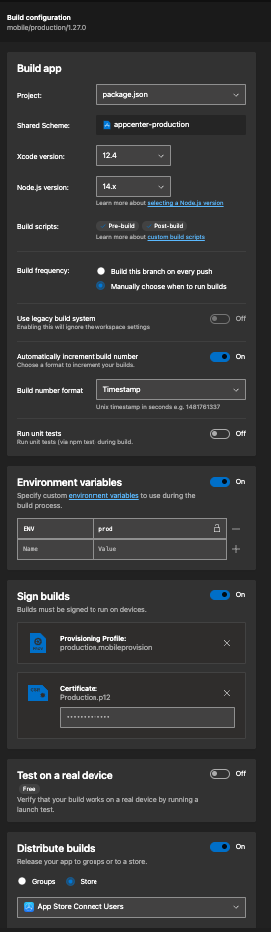 Build configuration
mobile/production/1.27.0
Build app
Project:
package.json
Shared Scheme:
appcenter-production
Xcode version:
12.4
Node.js version:
14.x
Learn more about selecting a Node.js version
Build scripts:
Pre-build
Post-build
Learn more about custom build scripts
Build frequency:
Build this branch on every push
Manually choose when to run builds
Use legacy build system
Off
Enabling this will ignore the workspace settings
Automatically increment build number
On
Choose a format to increment your builds.
Build number format
Timestamp
Unix timestamp in seconds e.g. 1481761337
Run unit tests
Off
Run unit tests (via npm test during build.
Environment variables
On
Specify custom environment variables to use during the
build process.
ENV
prod
Name
Value
Sign builds
On
Builds must be signed to run on devices.
Provisioning Profile:
production.mobileprovision
Certificate:
Production.p12
Test on a real device
Off
Free
Verify that your build works on a real device by running a
launch test.
Distribute builds
On
Release your app to groups or to a store.
Groups
Store
App Store Connect Users